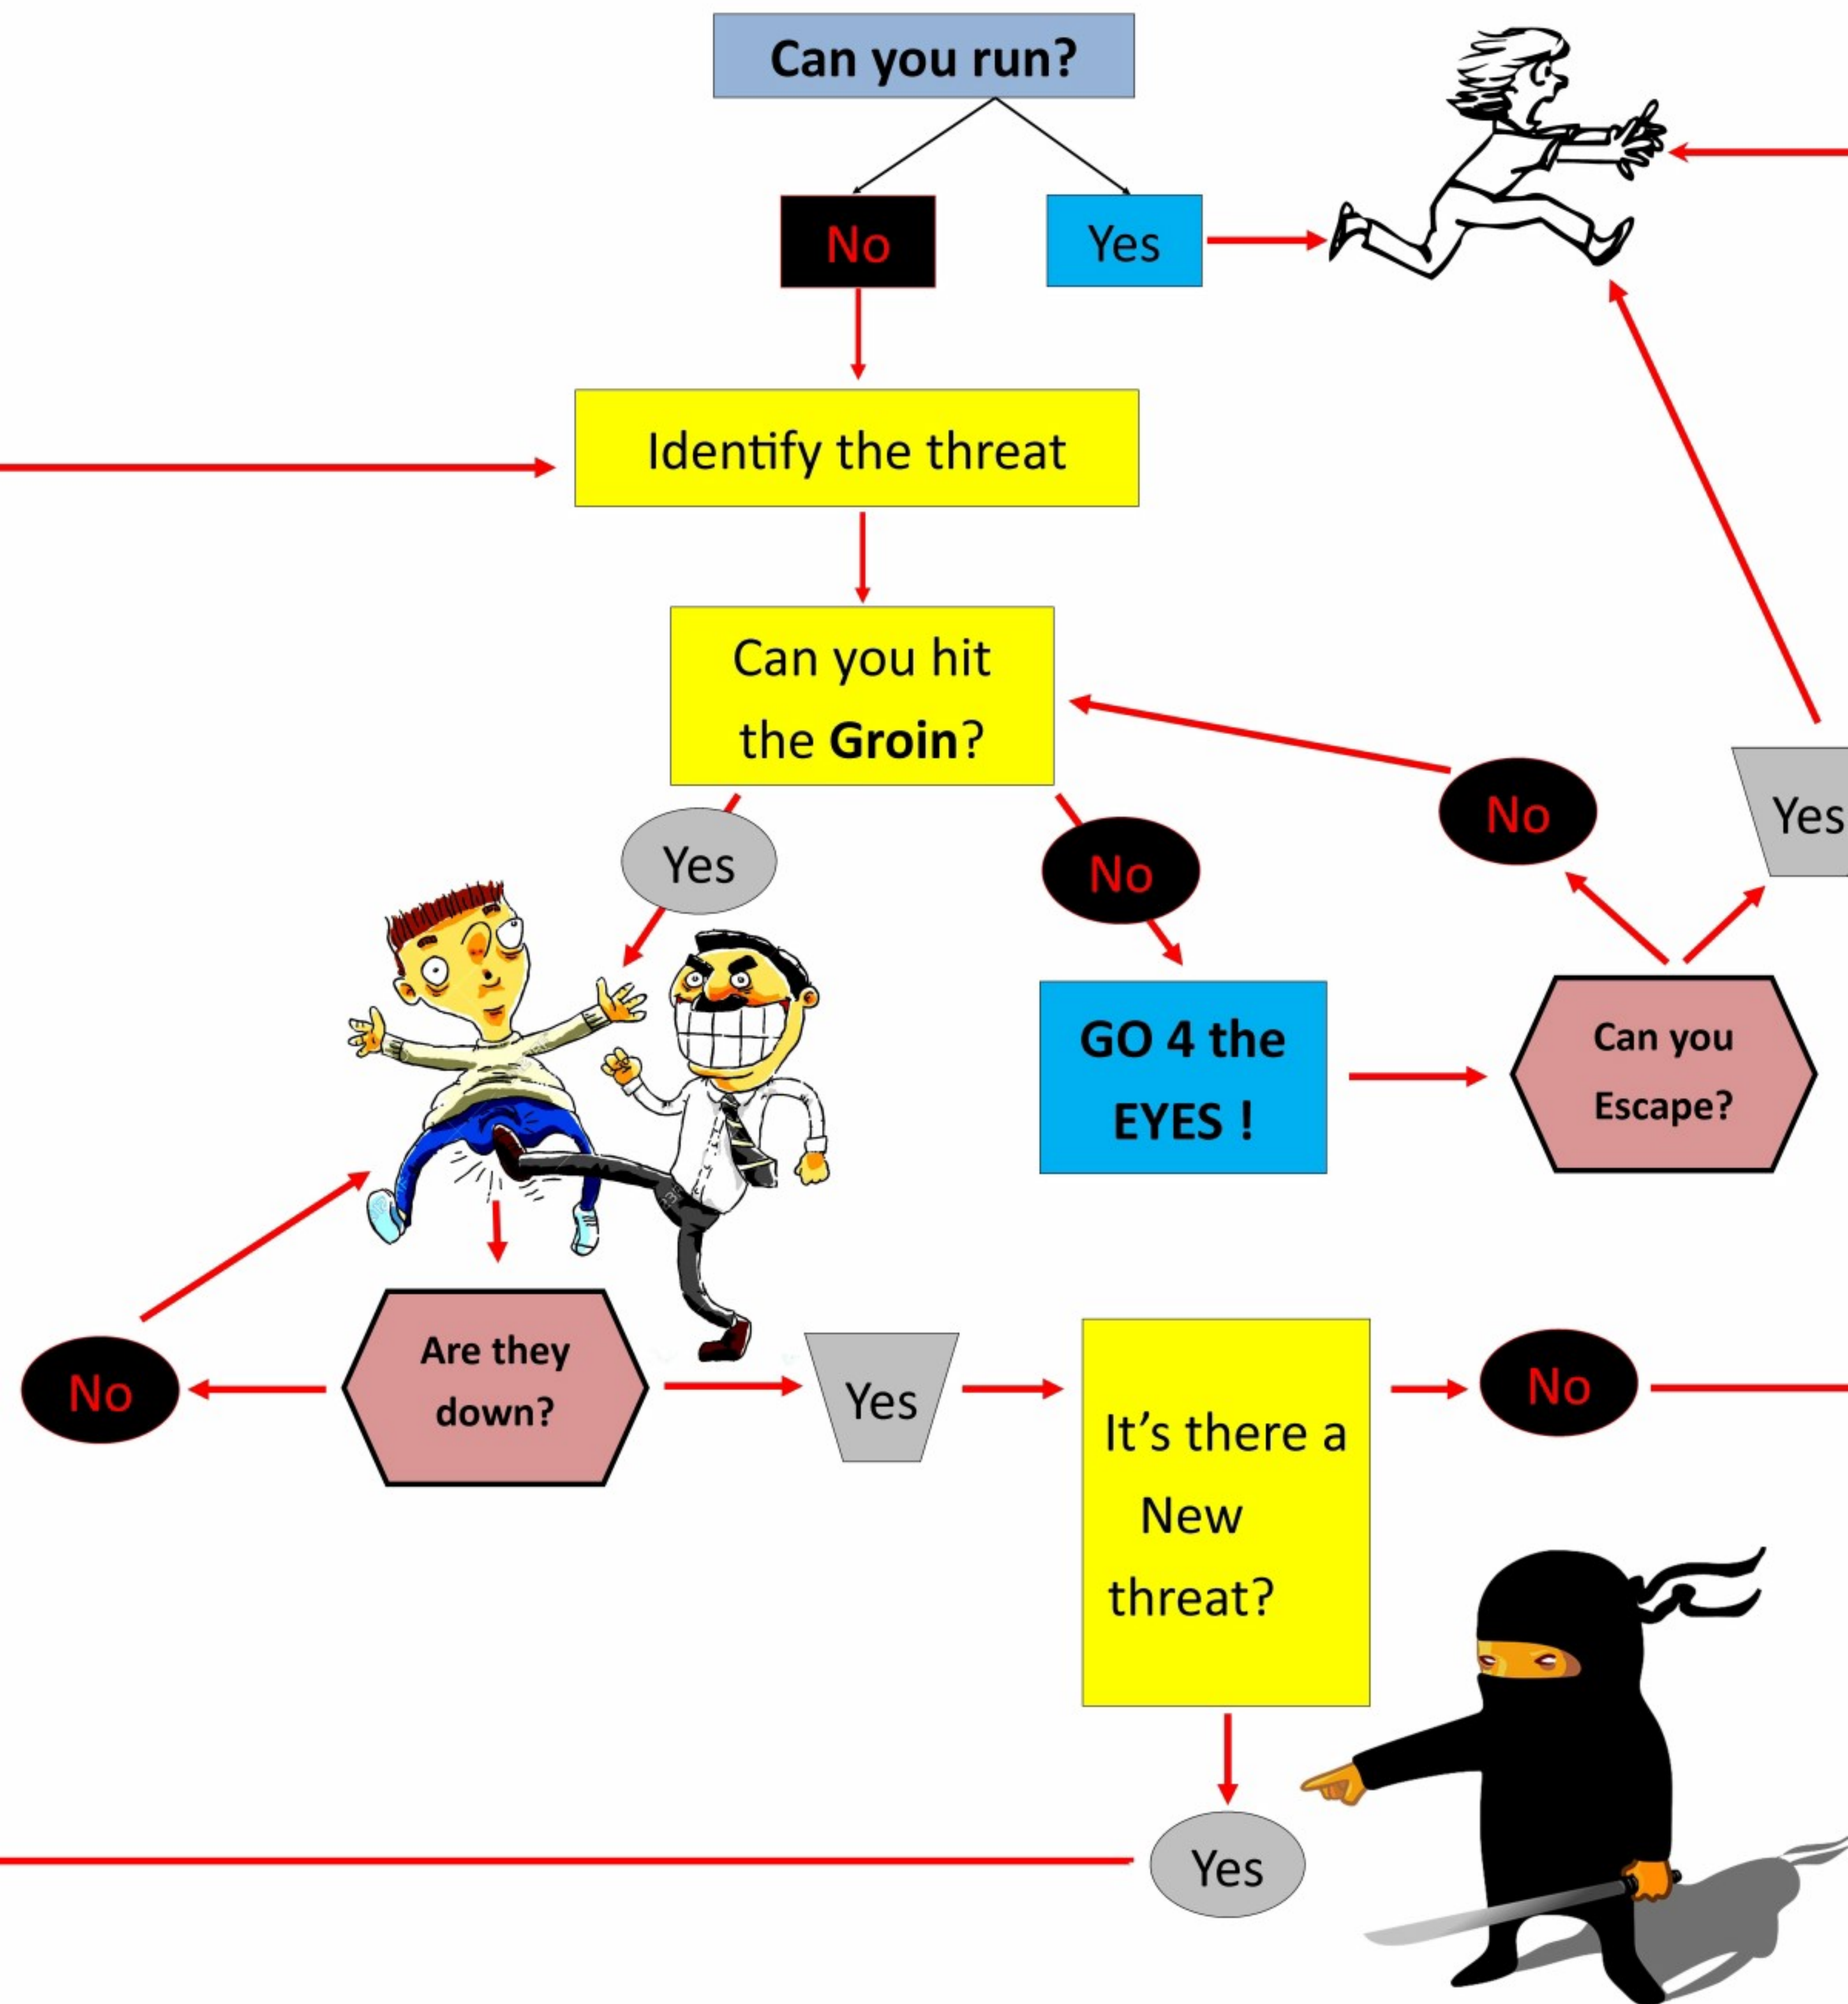 Can you run?
No
Yes
Identify the threat
Can you hit
the Groin?
Yes
No
No
Yes
GO 4 the
EYES !
Can you
Escape?
No
Are they
down?
Yes
It’s there a
New
threat?
No
Yes